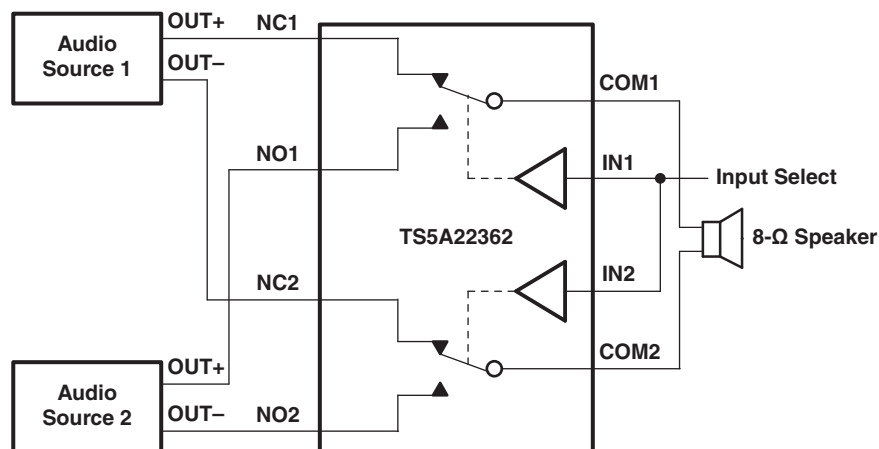 Audio
Source 1
OUT+
NC1
OUT–
COM1
NO1
IN1
Input Select
TS5A22362
8-Ω Speaker
NC2
IN2
COM2
Audio
Source 2
OUT+
OUT–
NO2